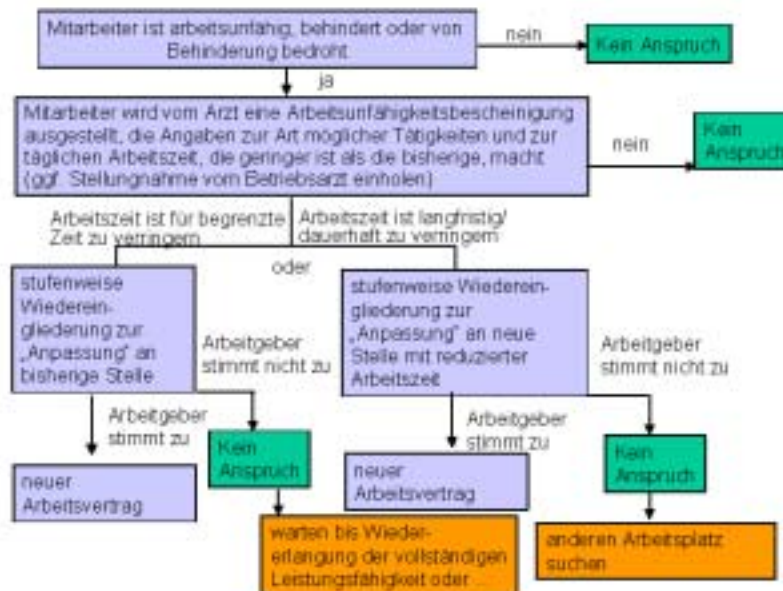 Mitarbeiter ist arbeitsunfähig, behindert oder von
Behinderung bedroht
nein
Kein Anspruch
ja
Mitarbeiter wird vom Arzt eine Arbeitsunfähigkeitsbescheinigung
ausgestellt, die Angaben zur Art möglicher Tätigkeiten und zur
täglichen Arbeitszeit, die geringer ist als die bisherige, macht
(ggf. Stellungnahme vom Betriebsarzt einholen)
nein
Kein
Anspruch
Arbeitszeit ist für begrenzte
Zeit zu verringern
Arbeitszeit ist langfristig/
dauerhaft zu verringern
oder
stufenweise
Wiederein-
gliederung zur
„Anpassung" an
bisherige Stelle
Arbeitgeber
stimmt nicht zu
stufenweise Wiederein-
gliederung zur
„Anpassung" an neue
Stelle mit reduzierter
Arbeitszeit
Arbeitgeber
stimmt nicht zu
Arbeitgeber
stimmt zu
Kein
Anspruch
Arbeitgeber
stimmt zu
Kein
Anspruch
neuer
Arbeitsvertrag
neuer
Arbeitsvertrag
warten bis Wieder-
erlangung der vollständigen
Leistungsfähigkeit oder ...
anderen Arbeitsplatz
suchen